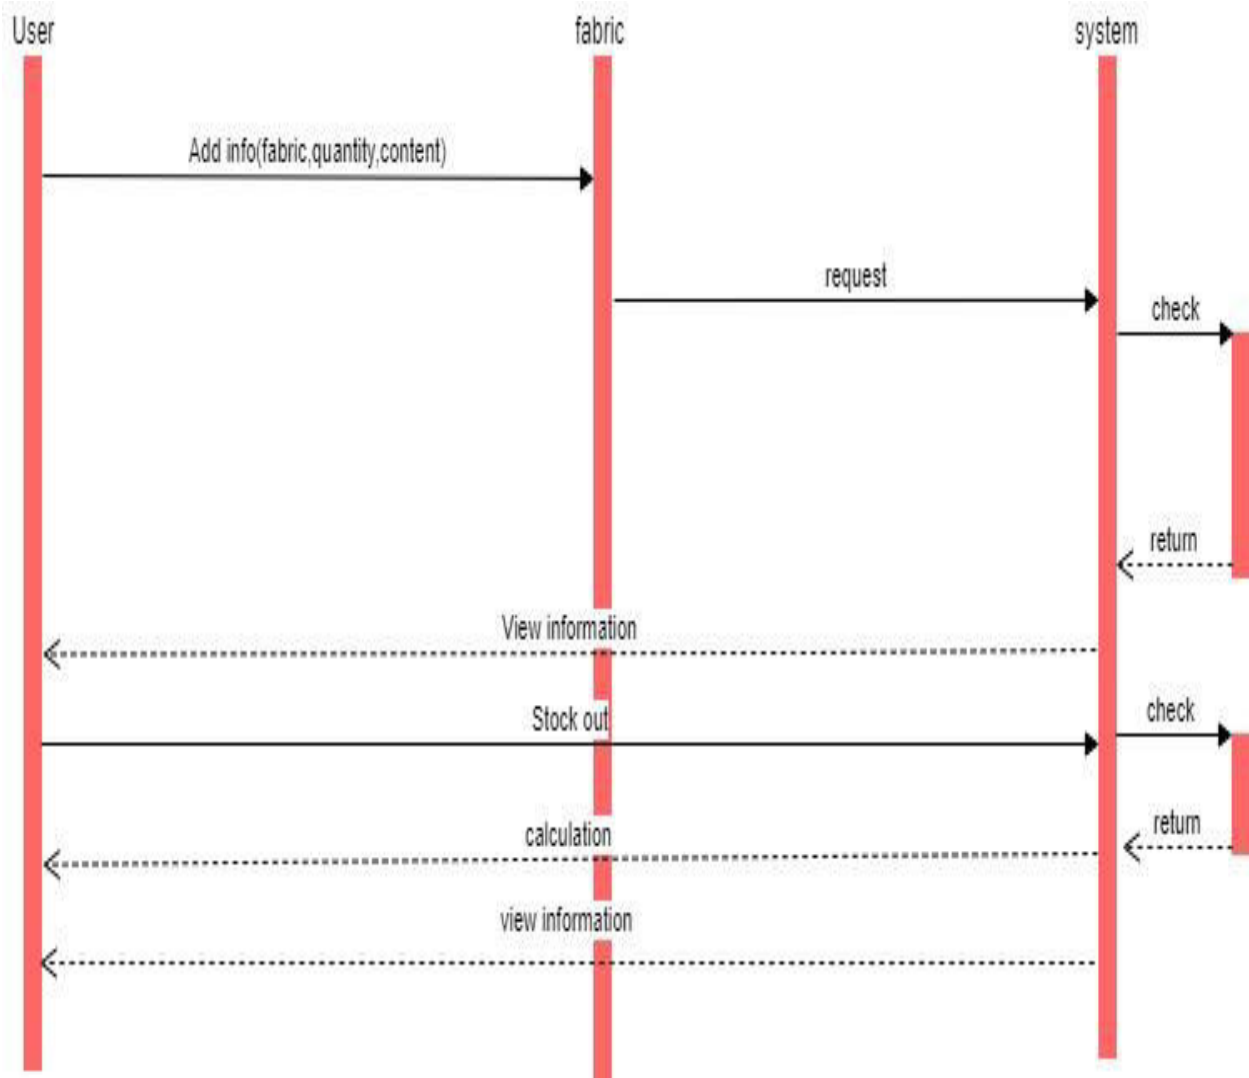 User
fabric
system
Add info(fabric,quantity,content)
request
check
return
View information
Stock out
check
return
calculation
view information